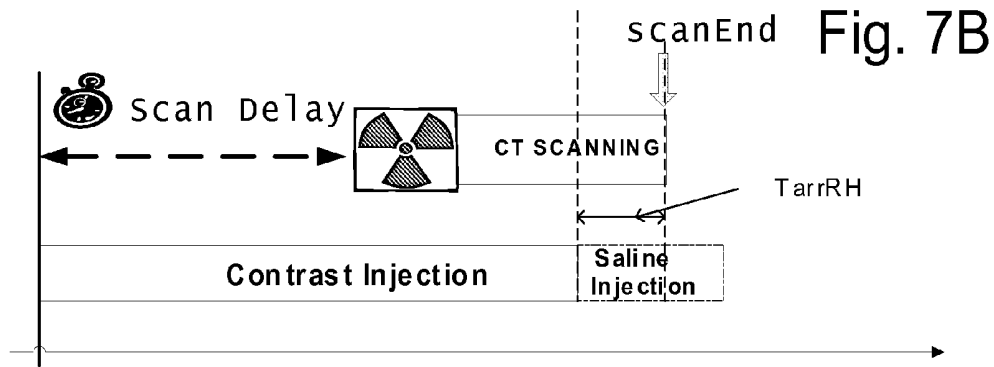 scanEnd
Fig. 7B
Scan Delay
CT SCANNING
TarrRH
Contrast Injection
Saline
Injection